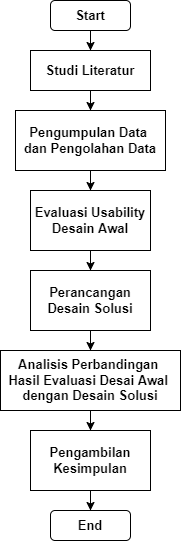 Start
Studi Literatur
Pengumpulan Data
dan Pengolahan Data
Evaluasi Usability
Desain Awal
Perancangan
Desain Solusi
Analisis Perbandingan
Hasil Evaluasi Desai Awal
dengan Desain Solusi
Pengambilan
Kesimpulan
End